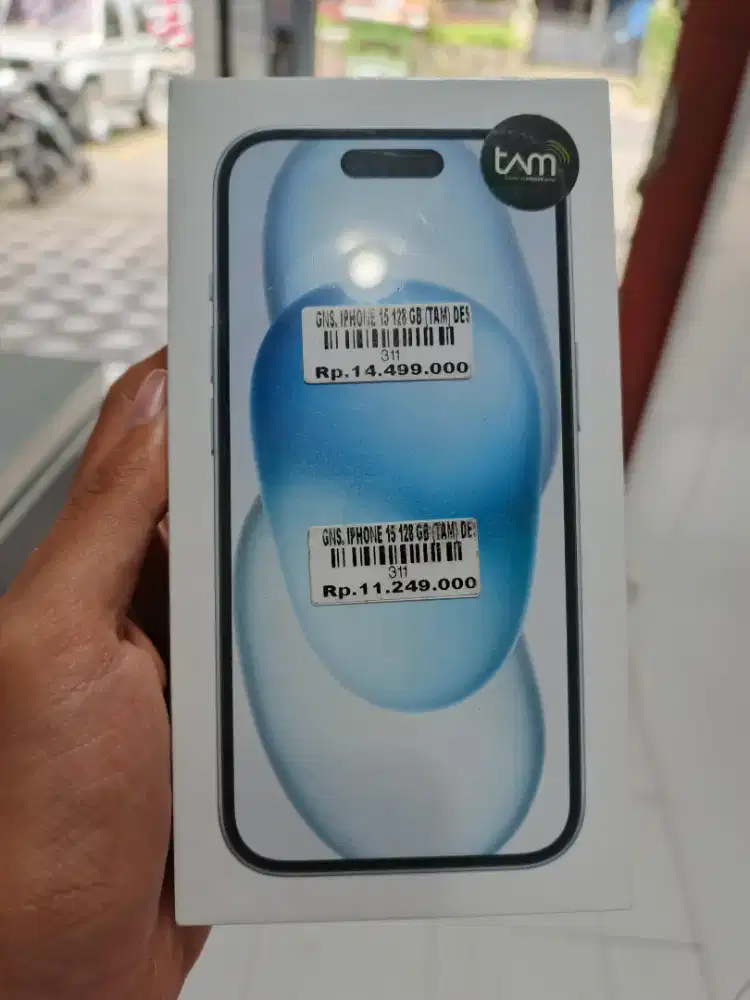 tam
GNS. IPHONE 15 128 GB (TAM) DES
311
Rp.14.499.000
GNS. IPHONE 15 128 GB (TAM) DE
311
Rp.11.249.000